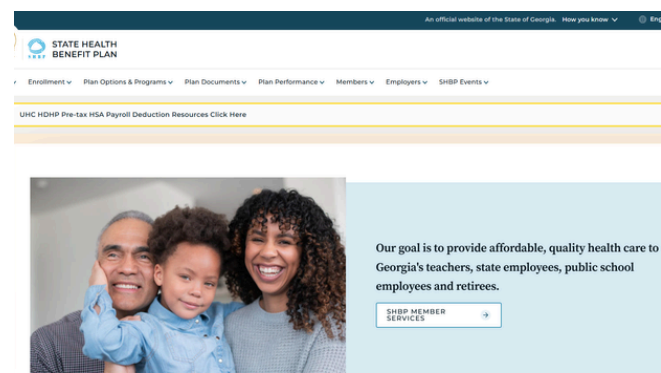 An official website of the State of Georgia. How you know
STATE HEALTH
BENEFIT PLAN
Enrollment Plan Options & Programs Plan Documents Plan Performance Members Employers SHBP Events
UHC HDHP Pre-tax HSA Payroll Deduction Resources Click Here
Our goal is to provide affordable, quality health care to
Georgia's teachers, state employees, public school
employees and retirees.
SHBP MEMBER
SERVICES